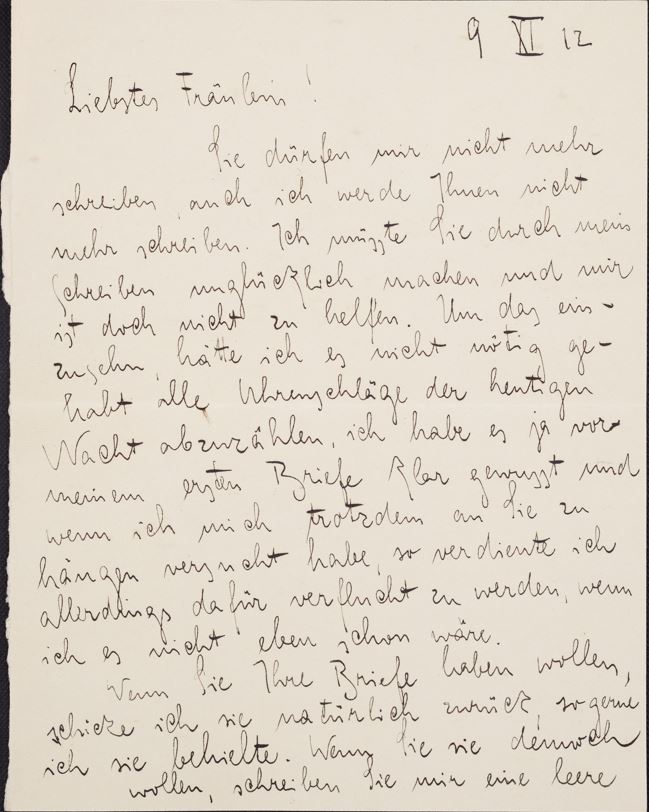 9 XI 12
Liebstes Fräulein!
Sie dürfen mir nicht mehr
schreiben, auch ich werde Ihnen nicht
mehr schreiben. Ich müsste Sie durch mein
Schreiben unglücklich machen und mir
ist doch nicht zu helfen. Um das ein-
zusehn, hätte ich es nicht nötig ge-
habt alle Uhrenschläge der heutigen
Nacht abzuzählen, ich habe es ja vor
meinem ersten Briefe klar gewusst und
wenn ich mich trotzdem an Sie zu
hängen versucht habe, so verdiente ich
allerdings dafür verflucht zu werden, wenn
ich es nicht eben schon wäre.
Wenn Sie Ihre Briefe haben wollen,
schicke ich sie natürlich zurück, so gerne
ich sie behielte. Wenn Sie sie dennoch
wollen, schreiben Sie mir eine leere